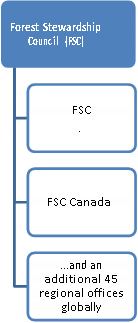 Forest Stewardship
Council {FSC]
FSC
.
FSC Canada
...and an
additional 45
regional offices
globally